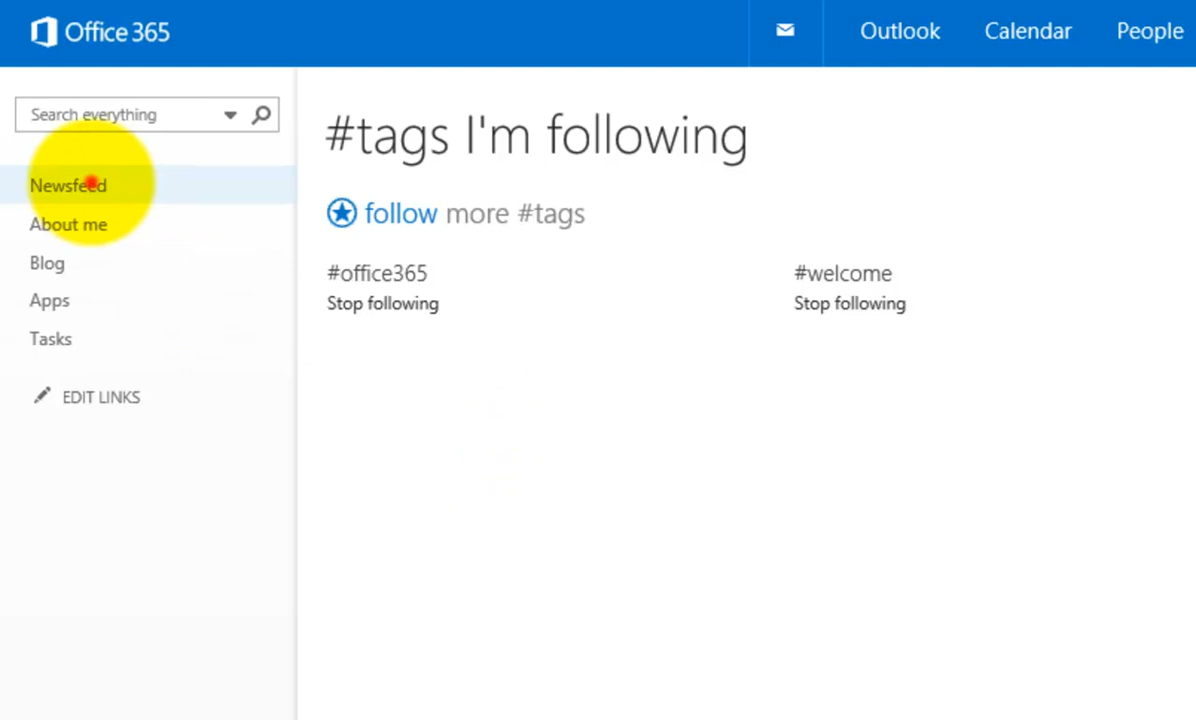 Office 365
Outlook Calendar People
Search everything
Newsfeed
About me
Blog
Apps
Tasks
EDIT LINKS
#tags I'm following
follow more #tags
#office365 #welcome
Stop following Stop following